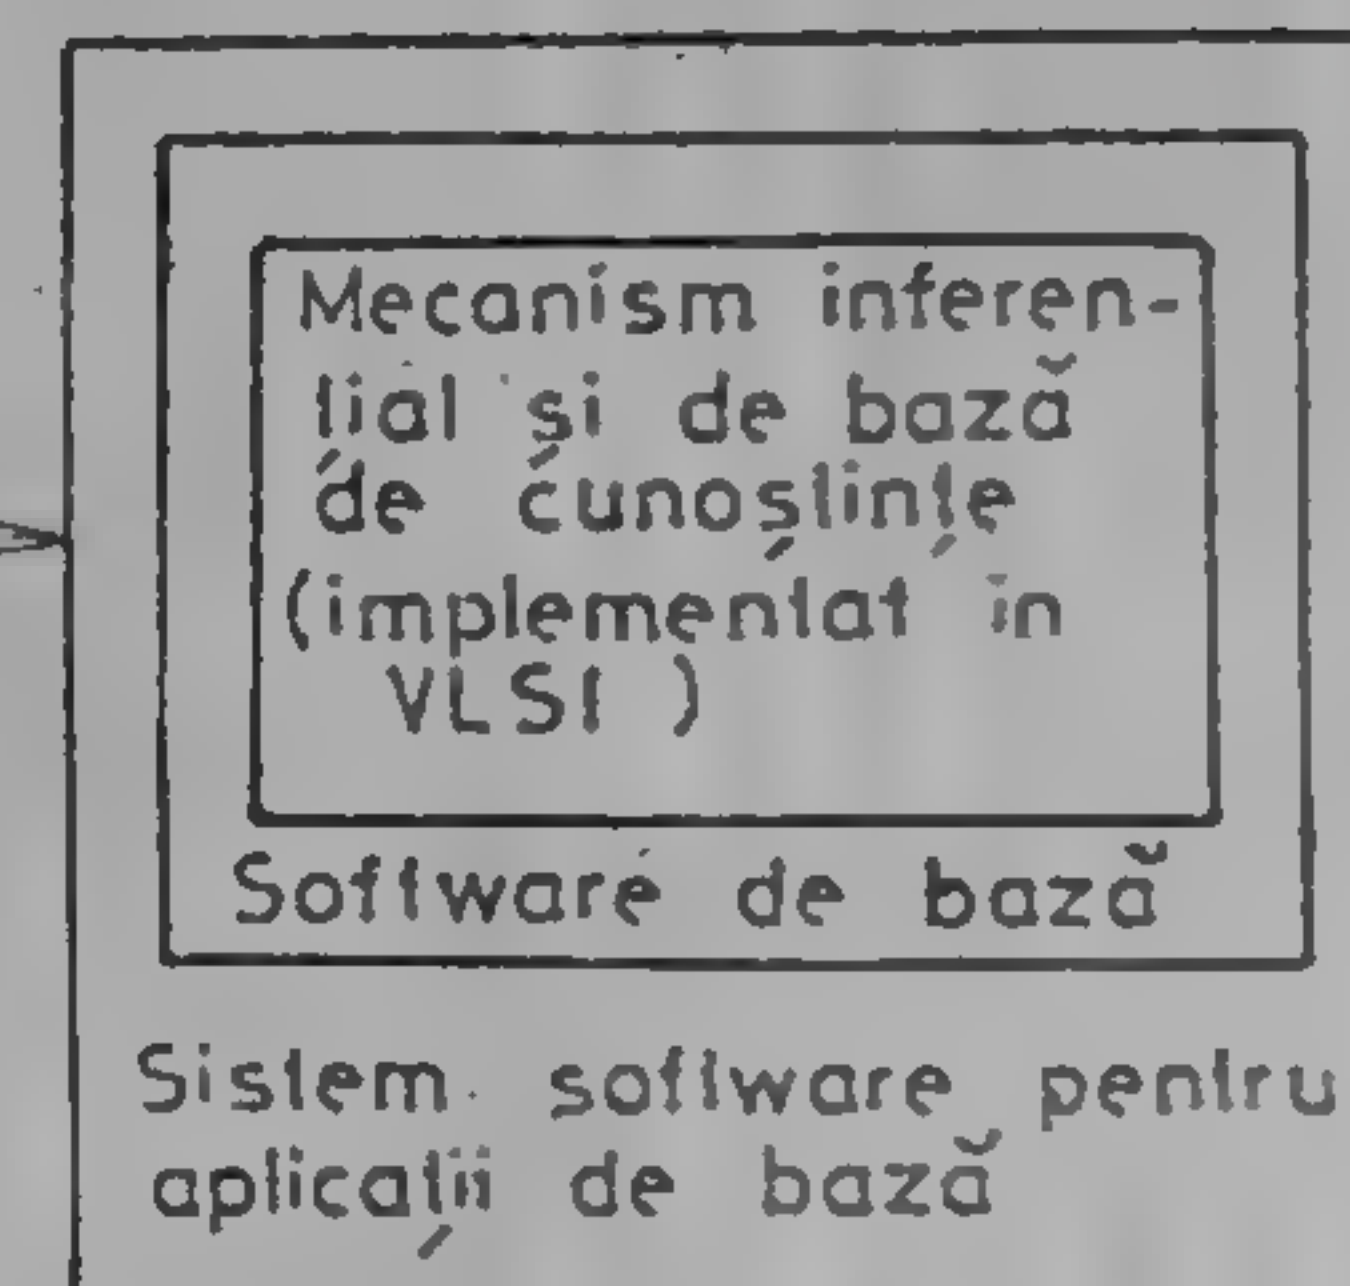 Mecanism inferen-
țial și de bază
de cunoștințe
(implementat în
VLSI )
Software de bază
Sistem software pentru
aplicații de bază